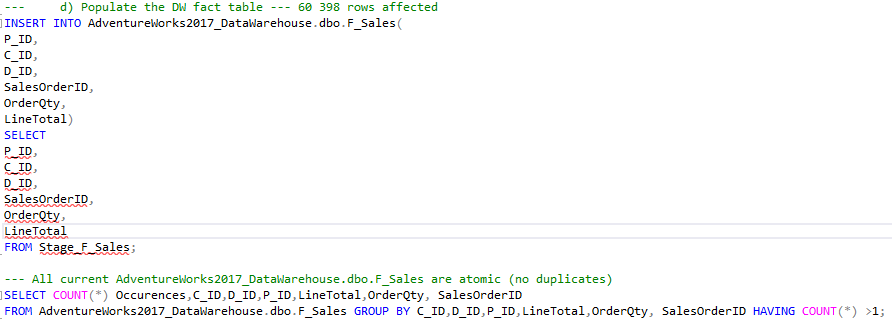 ---    d) Populate the DW fact table --- 60 398 rows affected
INSERT INTO AdventureWorks2017_DataWarehouse.dbo.F_Sales(
P_ID,
C_ID,
D_ID,
SalesOrderID,
OrderQty,
LineTotal)
SELECT
P_ID,
C_ID,
D_ID,
SalesOrderID,
OrderQty,
LineTotal
FROM Stage_F_Sales;
--- All current AdventureWorks2017_DataWarehouse.dbo.F_Sales are atomic (no duplicates)
SELECT COUNT(*) Occurences,C_ID,D_ID,P_ID,LineTotal,OrderQty, SalesOrderID
FROM AdventureWorks2017_DataWarehouse.dbo.F_Sales GROUP BY C_ID,D_ID,P_ID,LineTotal,OrderQty, SalesOrderID HAVING COUNT(*) >1;